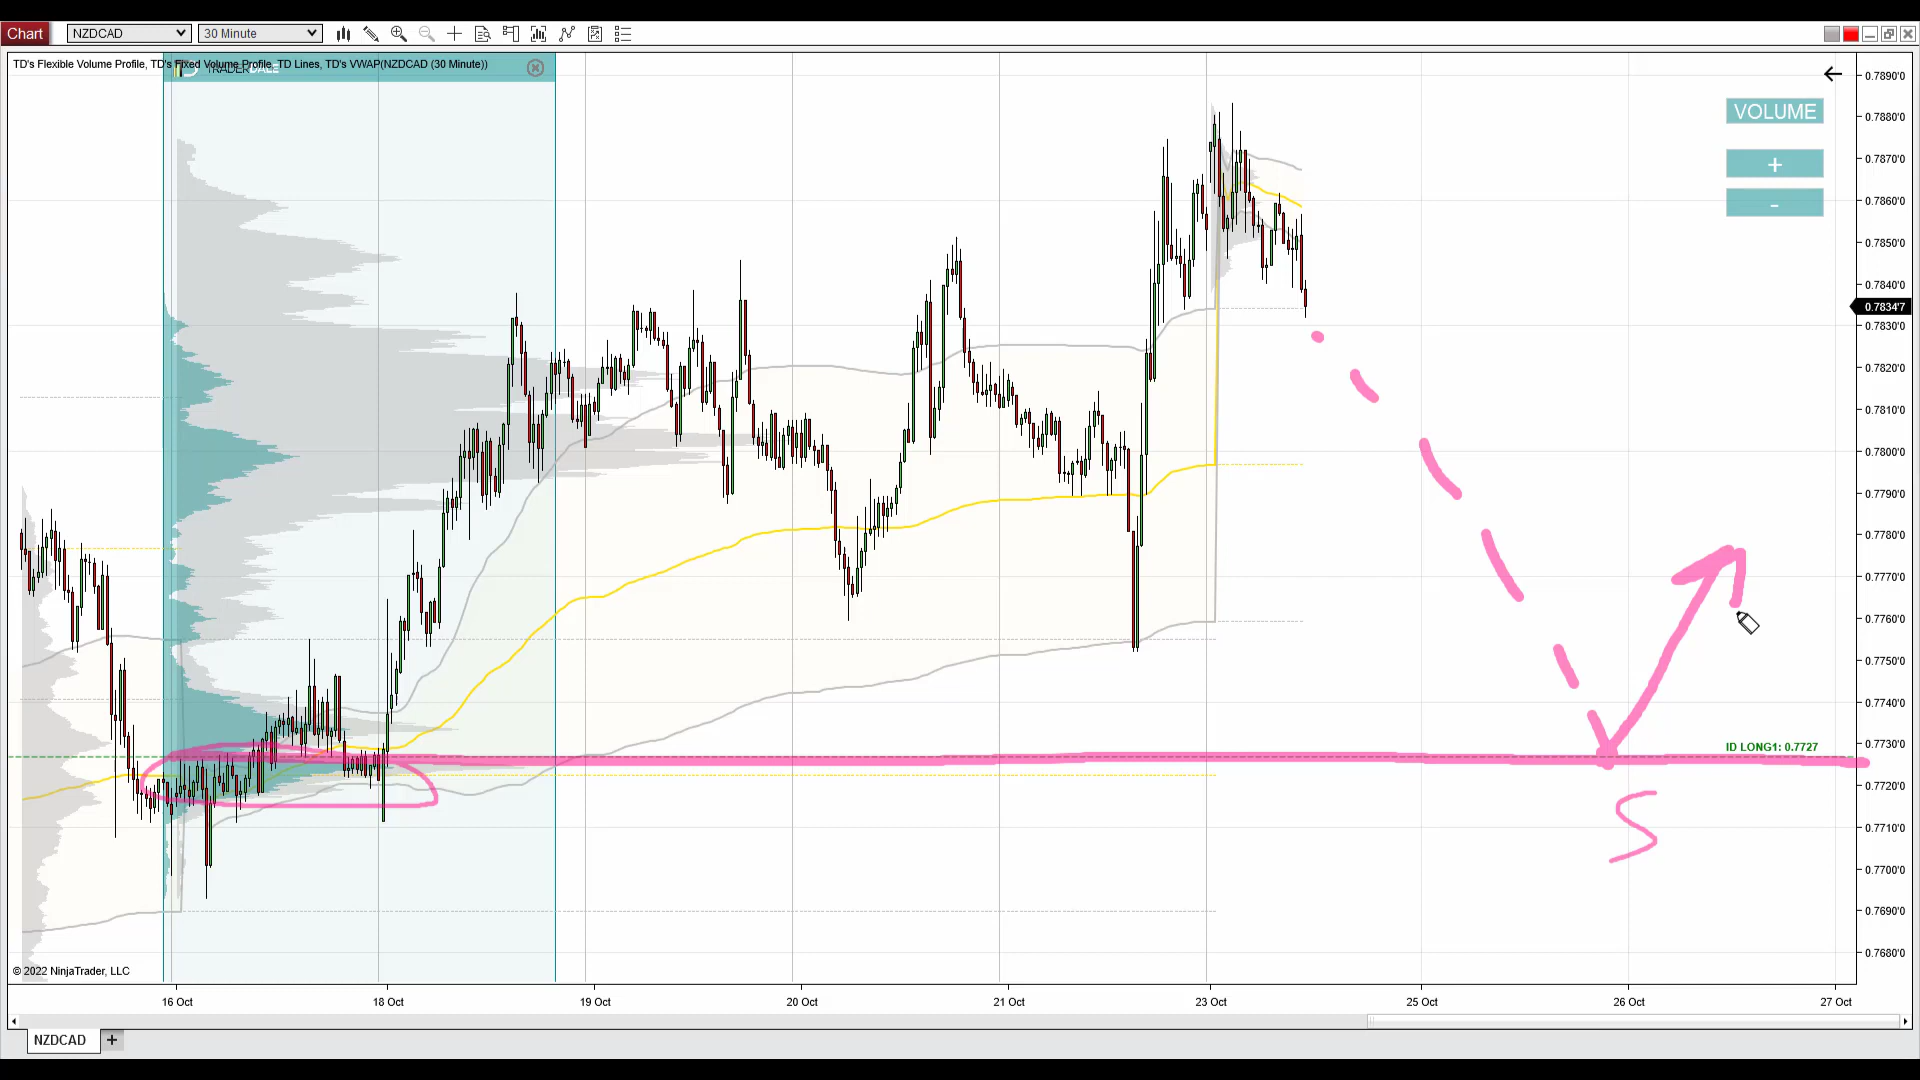 Chart NZDCAD 30 Minute
TD's Flexible Volume Profile, TD's Fixed Volume Profile, TD Lines, TD's VWAP(NZDCAD (30 Minute))
TRADER DALE
VOLUME
+
-
0.7890'0
0.7880'0
0.7870'0
0.7860'0
0.7850'0
0.7840'0
0.7834'7
0.7830'0
0.7820'0
0.7810'0
0.7800'0
0.7790'0
0.7780'0
0.7770'0
0.7760'0
0.7750'0
0.7740'0
0.7730'0
0.7720'0
0.7710'0
0.7700'0
0.7690'0
0.7680'0
ID LONG1: 0.7727
S
© 2022 NinjaTrader, LLC
16 Oct 18 Oct 19 Oct 20 Oct 21 Oct 23 Oct 25 Oct 26 Oct 27 Oct
NZDCAD +